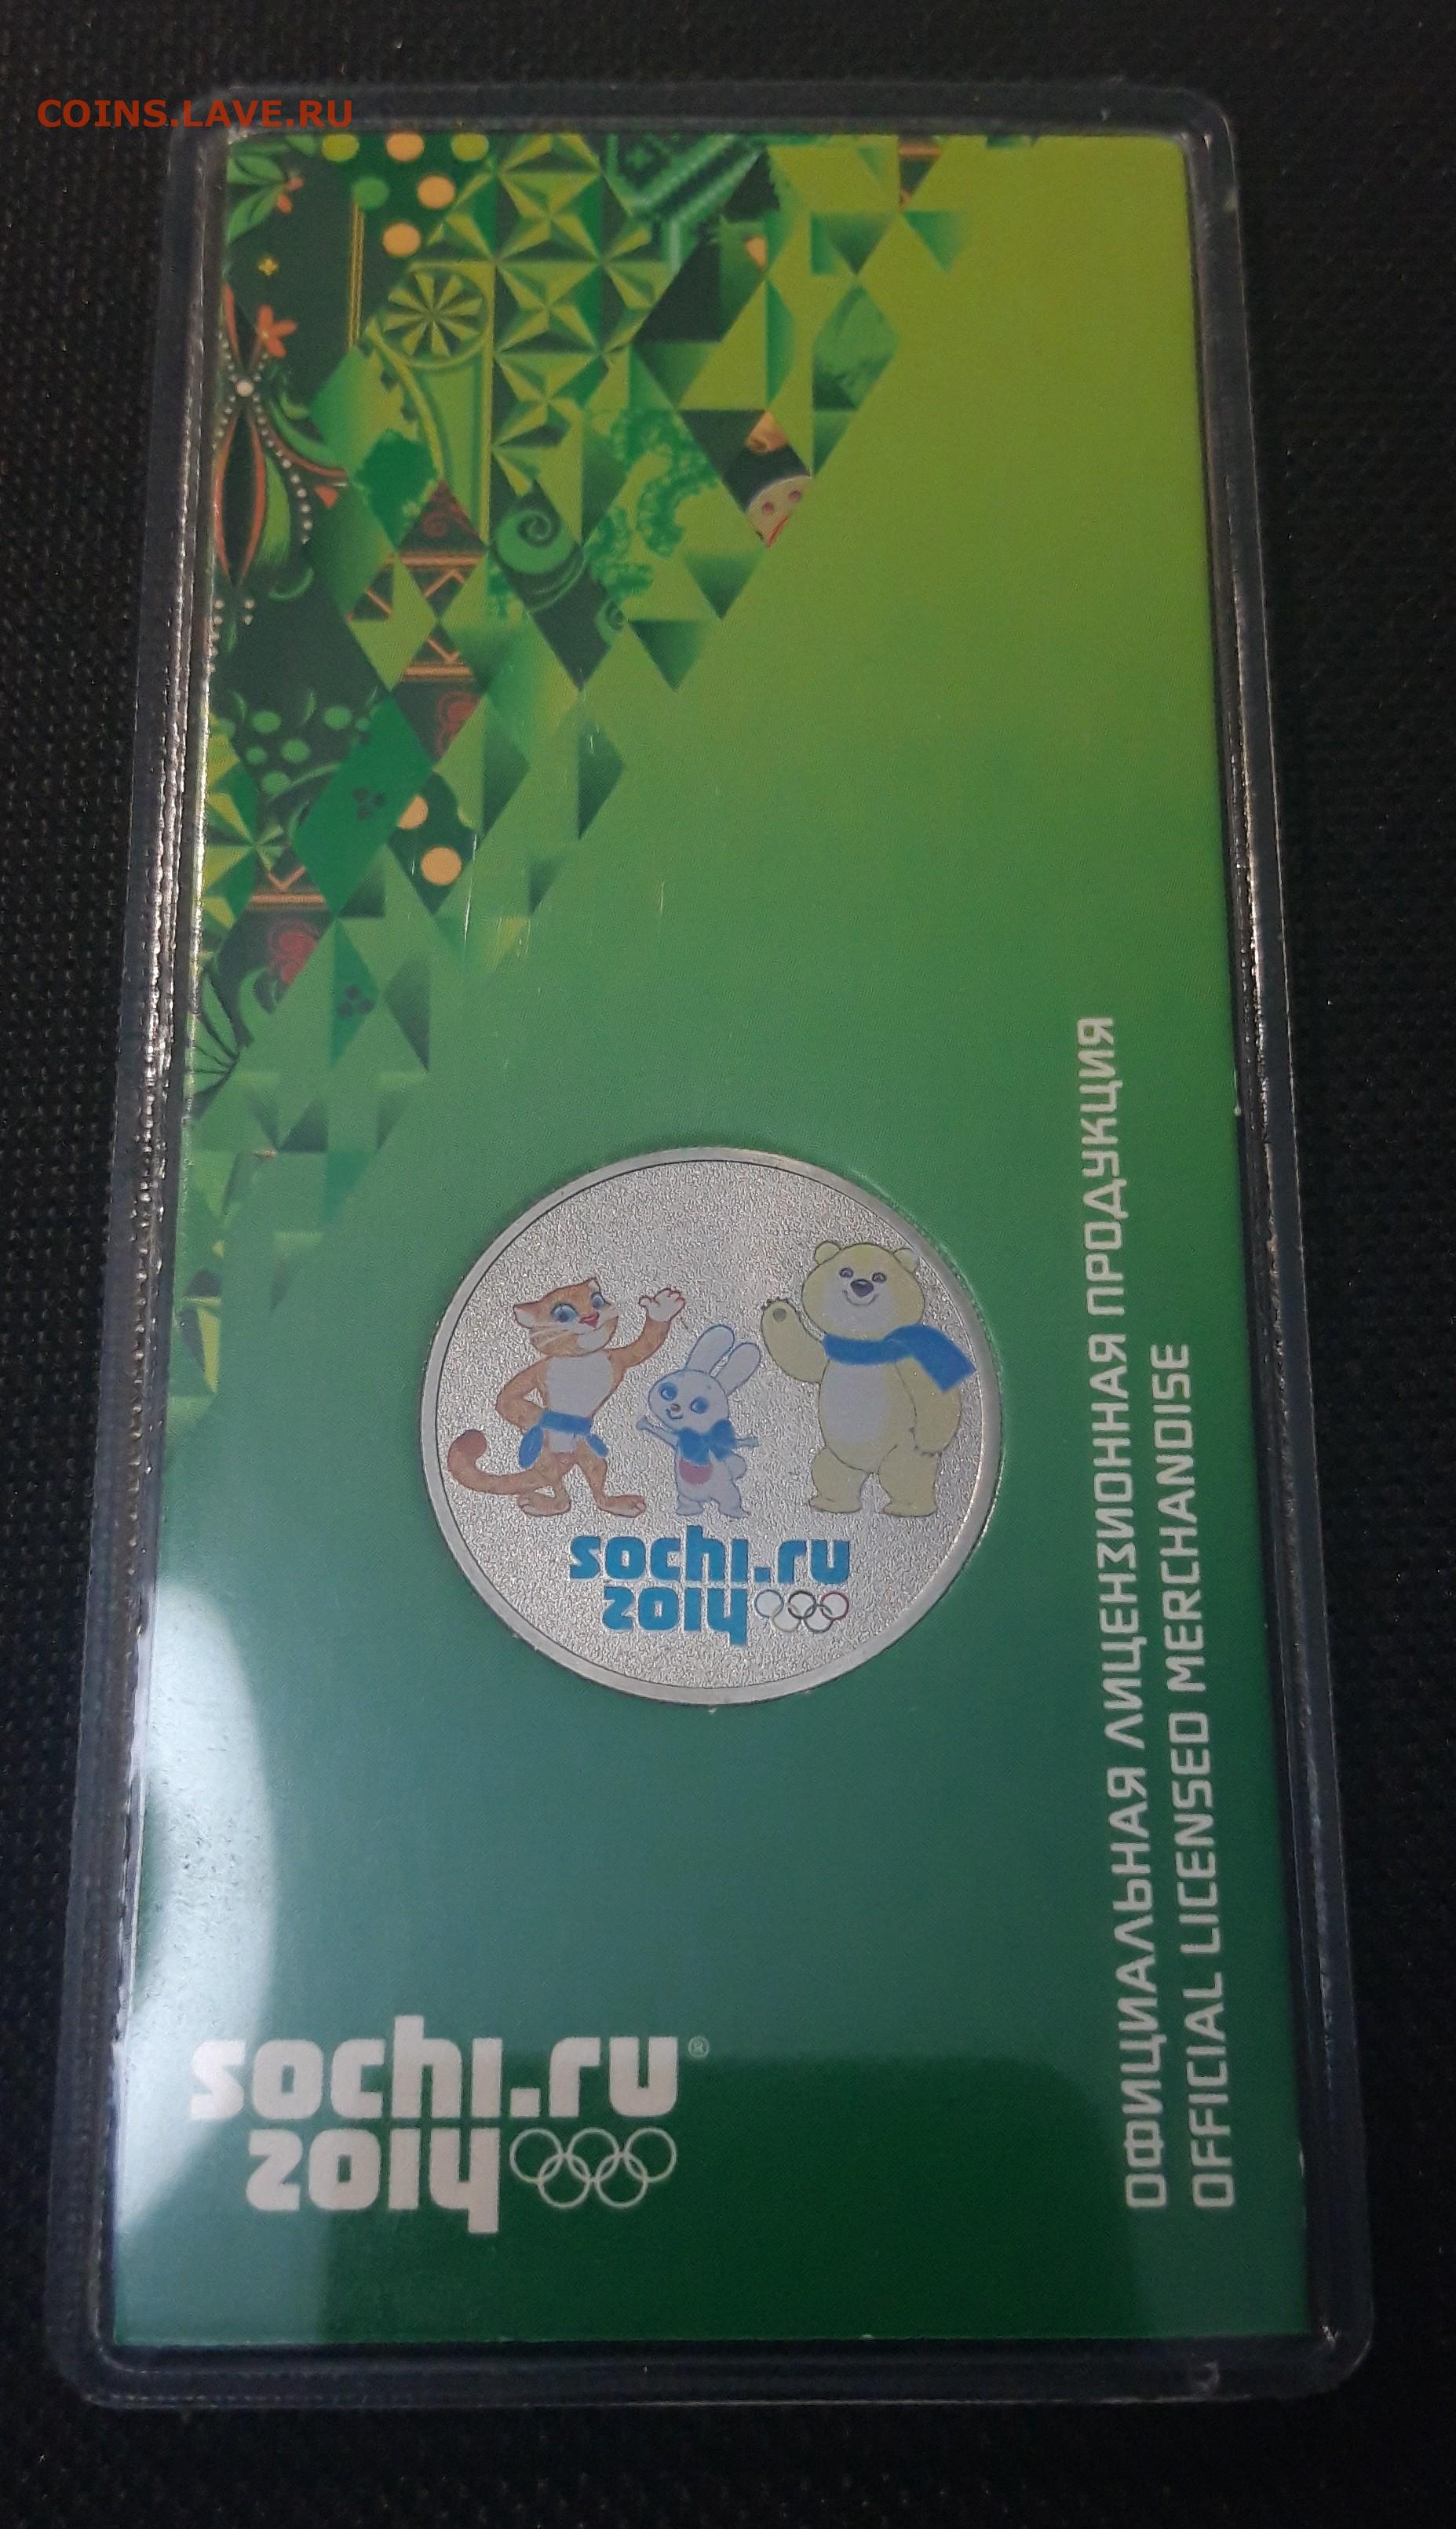 COINS.LAVE.RU
sochi.ru
2014
sochi.ru®
2014
ОФИЦИАЛЬНАЯ ЛИЦЕНЗИОННАЯ ПРОДУКЦИЯ
OFFICIAL LICENSED MERCHANDISE